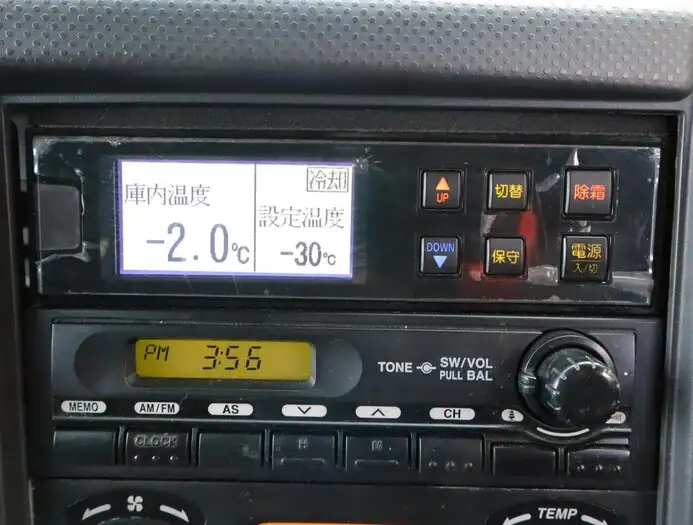 冷却
庫内温度
設定温度
-2.0℃
-30℃
UP
切替
除霜
DOWN
保守
電源
入/切
PM 3:56
TONE SW/VOL
PULL BAL
MEMO
AM/FM
AS
CH
CLOCK
TEMP